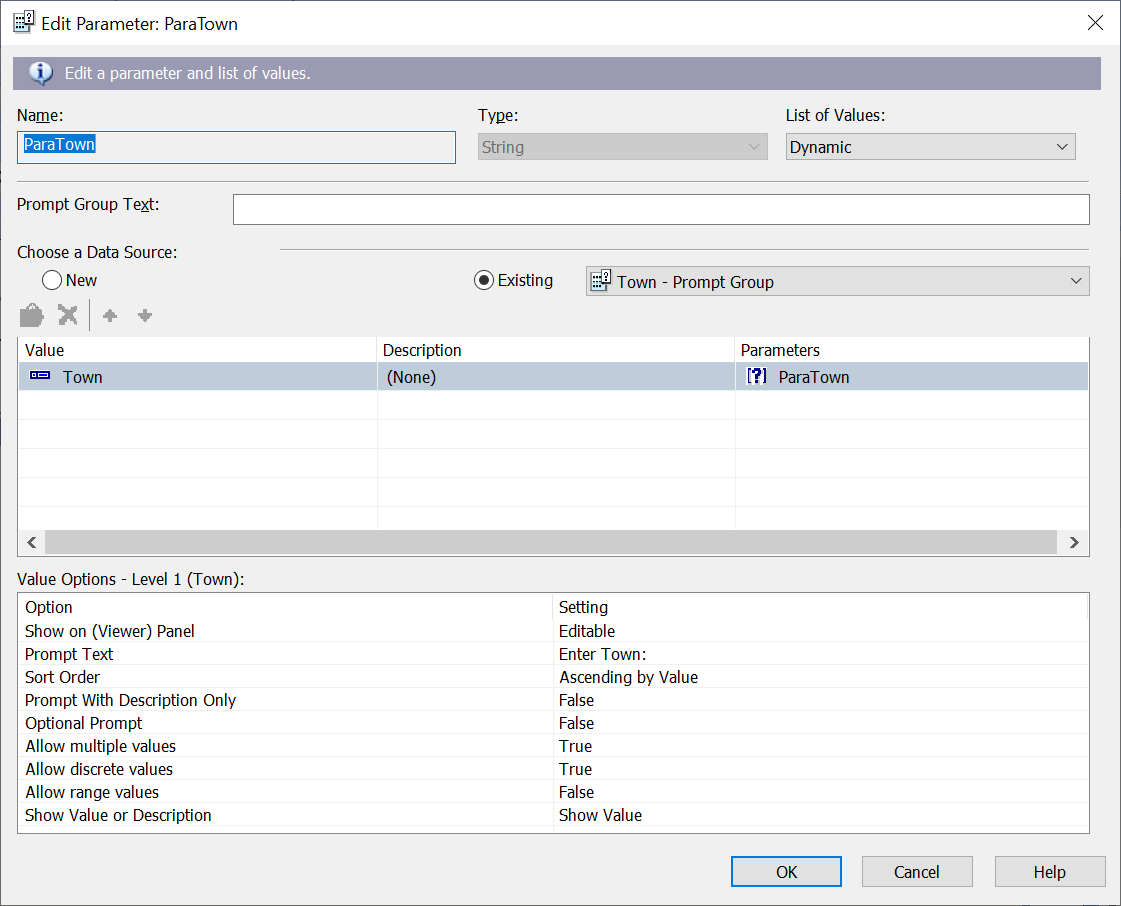 Edit Parameter: ParaTown
Edit a parameter and list of values.
Name: Type: List of Values:
ParaTown String Dynamic
Prompt Group Text:
Choose a Data Source:
New Existing Town - Prompt Group
Value Description Parameters
Town (None) [?] ParaTown
Value Options - Level 1 (Town):
Option Setting
Show on (Viewer) Panel Editable
Prompt Text Enter Town:
Sort Order Ascending by Value
Prompt With Description Only False
Optional Prompt False
Allow multiple values True
Allow discrete values True
Allow range values False
Show Value or Description Show Value
OK Cancel Help